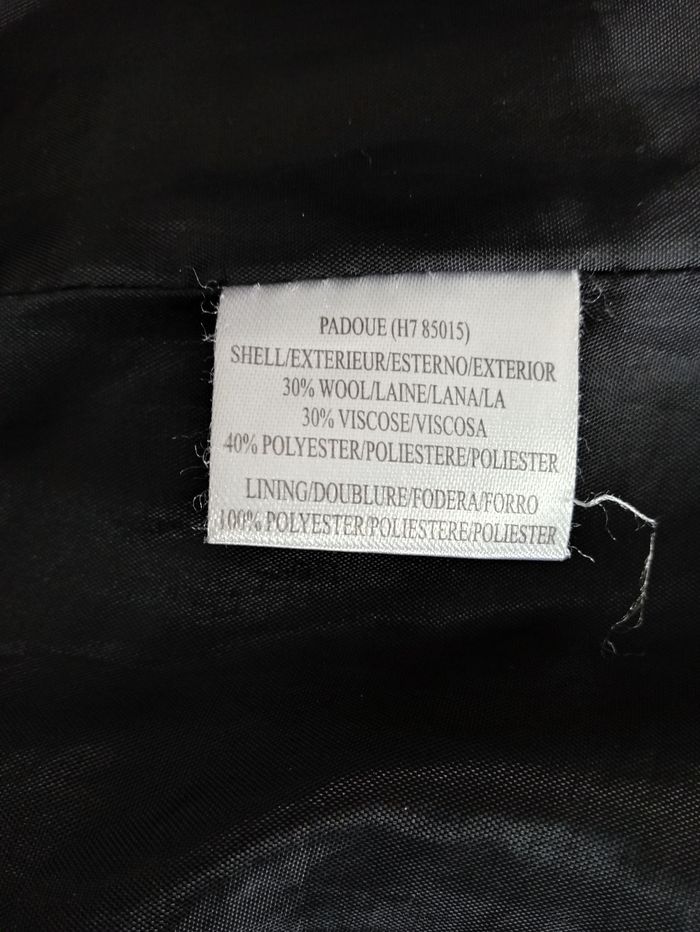 PADOUE (H7 85015)
SHELL/EXTERIEUR/ESTERNO/EXTERIOR
30% WOOL/LAINE/LANA/LA
30% VISCOSE/VISCOSA
40% POLYESTER/POLIESTERE/POLIESTER
LINING/DOUBLURE/FODERA/FORRO
100% POLYESTER/POLIESTERE/POLIESTER